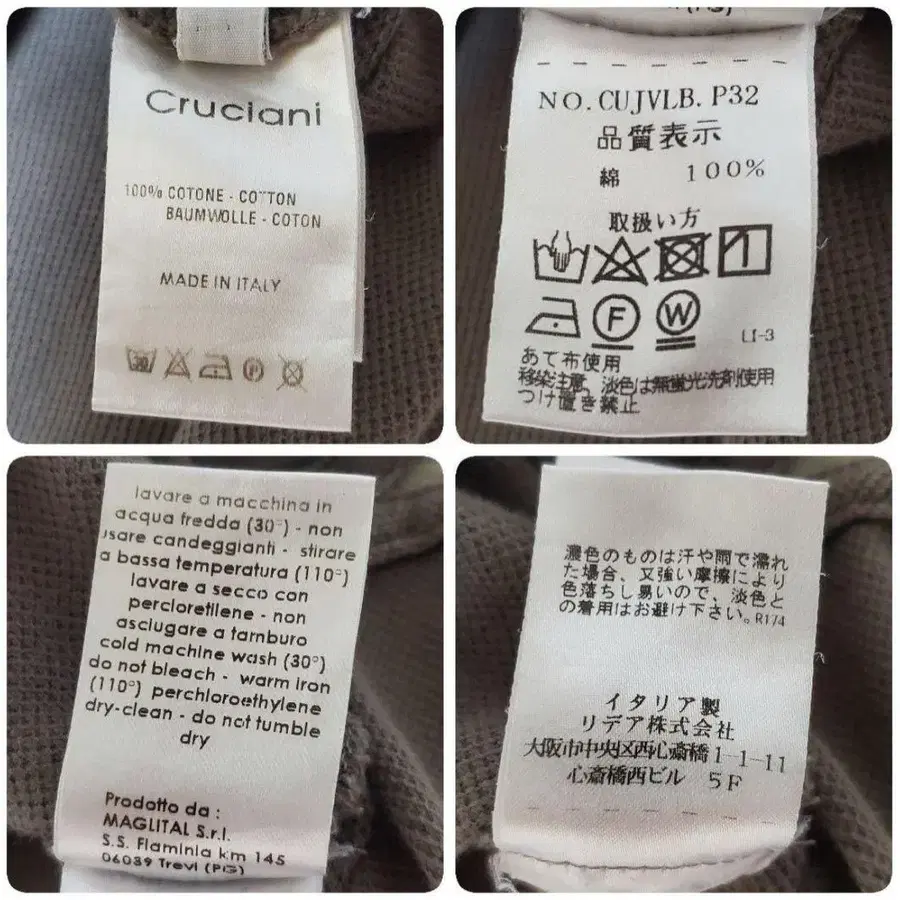 Cruciani
100% COTONE - COTTON
BAUMWOLLE - COTON
MADE IN ITALY
30
P
NO. CUJVLB. P32
品質表示
綿 100%
取扱い方
F W
LI-3
あて布使用
移染注意、淡色は無蛍光洗剤使用
つけ置き禁止
lavare a macchina in
acqua fredda (30°) - non
usare candeggianti - stirare
a bassa temperatura (110°)
lavare a secco con
percloretilene - non
asciugare a tamburo
cold machine wash (30°)
do not bleach - warm iron
(110°) perchloroethylene
dry-clean - do not tumble
dry
Prodotto da :
MAGLITAL S.r.l.
S.S. Flaminia km 145
06039 Trevi (PG)
濃色のものは汗や雨で濡れ
た場合、又強い摩擦により
色落ちし易いので、淡色と
の着用はお避け下さい。R174
イタリア製
リデア株式会社
大阪市中央区西心斎橋1-1-11
心斎橋西ビル 5F